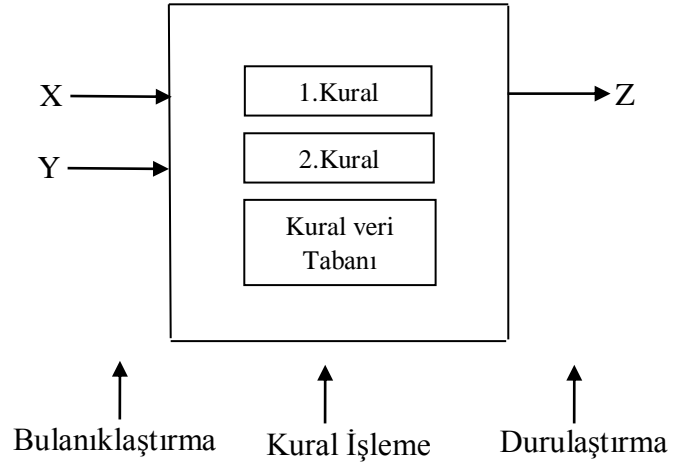 X
1.Kural
Z
Y
2.Kural
Kural veri
Tabanı
Bulanıklaştırma
Kural İşleme
Durulaştırma